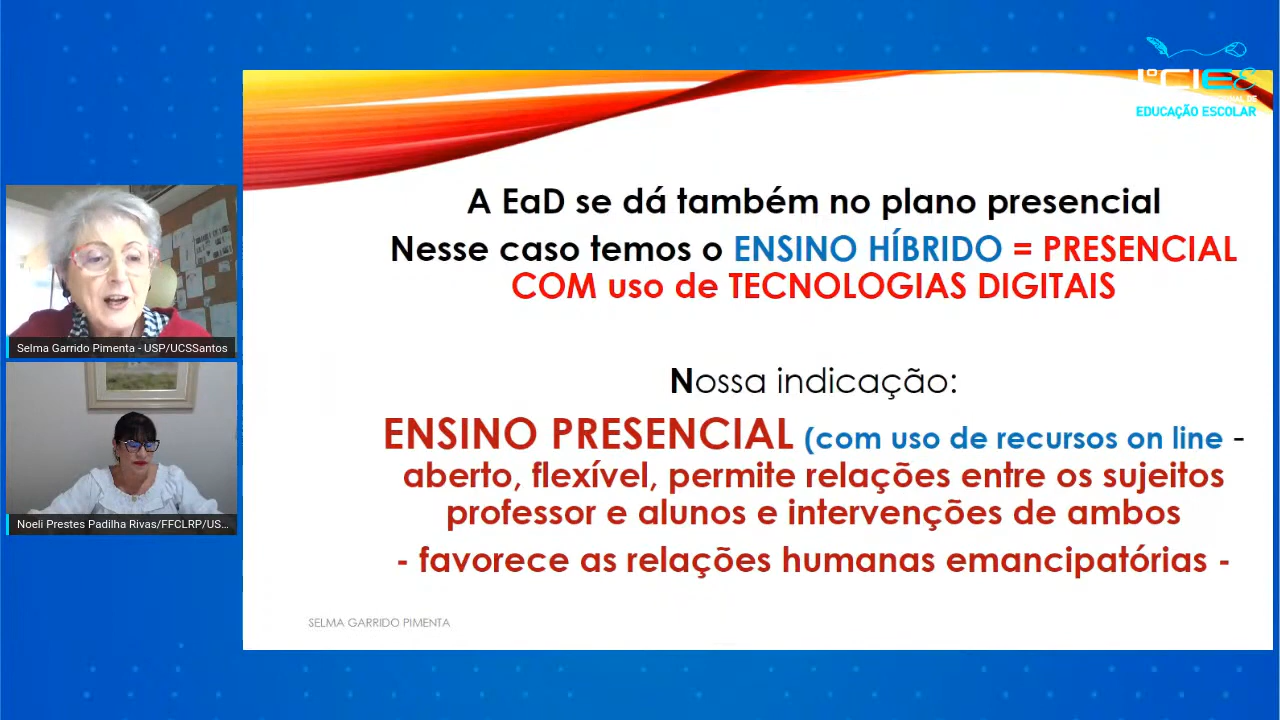 1º CIEE
EDUCAÇÃO ESCOLAR
A EaD se dá também no plano presencial
Nesse caso temos o ENSINO HÍBRIDO = PRESENCIAL
COM uso de TECNOLOGIAS DIGITAIS
Nossa indicação:
ENSINO PRESENCIAL (com uso de recursos on line -
aberto, flexível, permite relações entre os sujeitos
professor e alunos e intervenções de ambos
- favorece as relações humanas emancipatórias -
SELMA GARRIDO PIMENTA
Selma Garrido Pimenta - USP/UCSSantos
Noeli Prestes Padilha Rivas/FFCLRP/US...